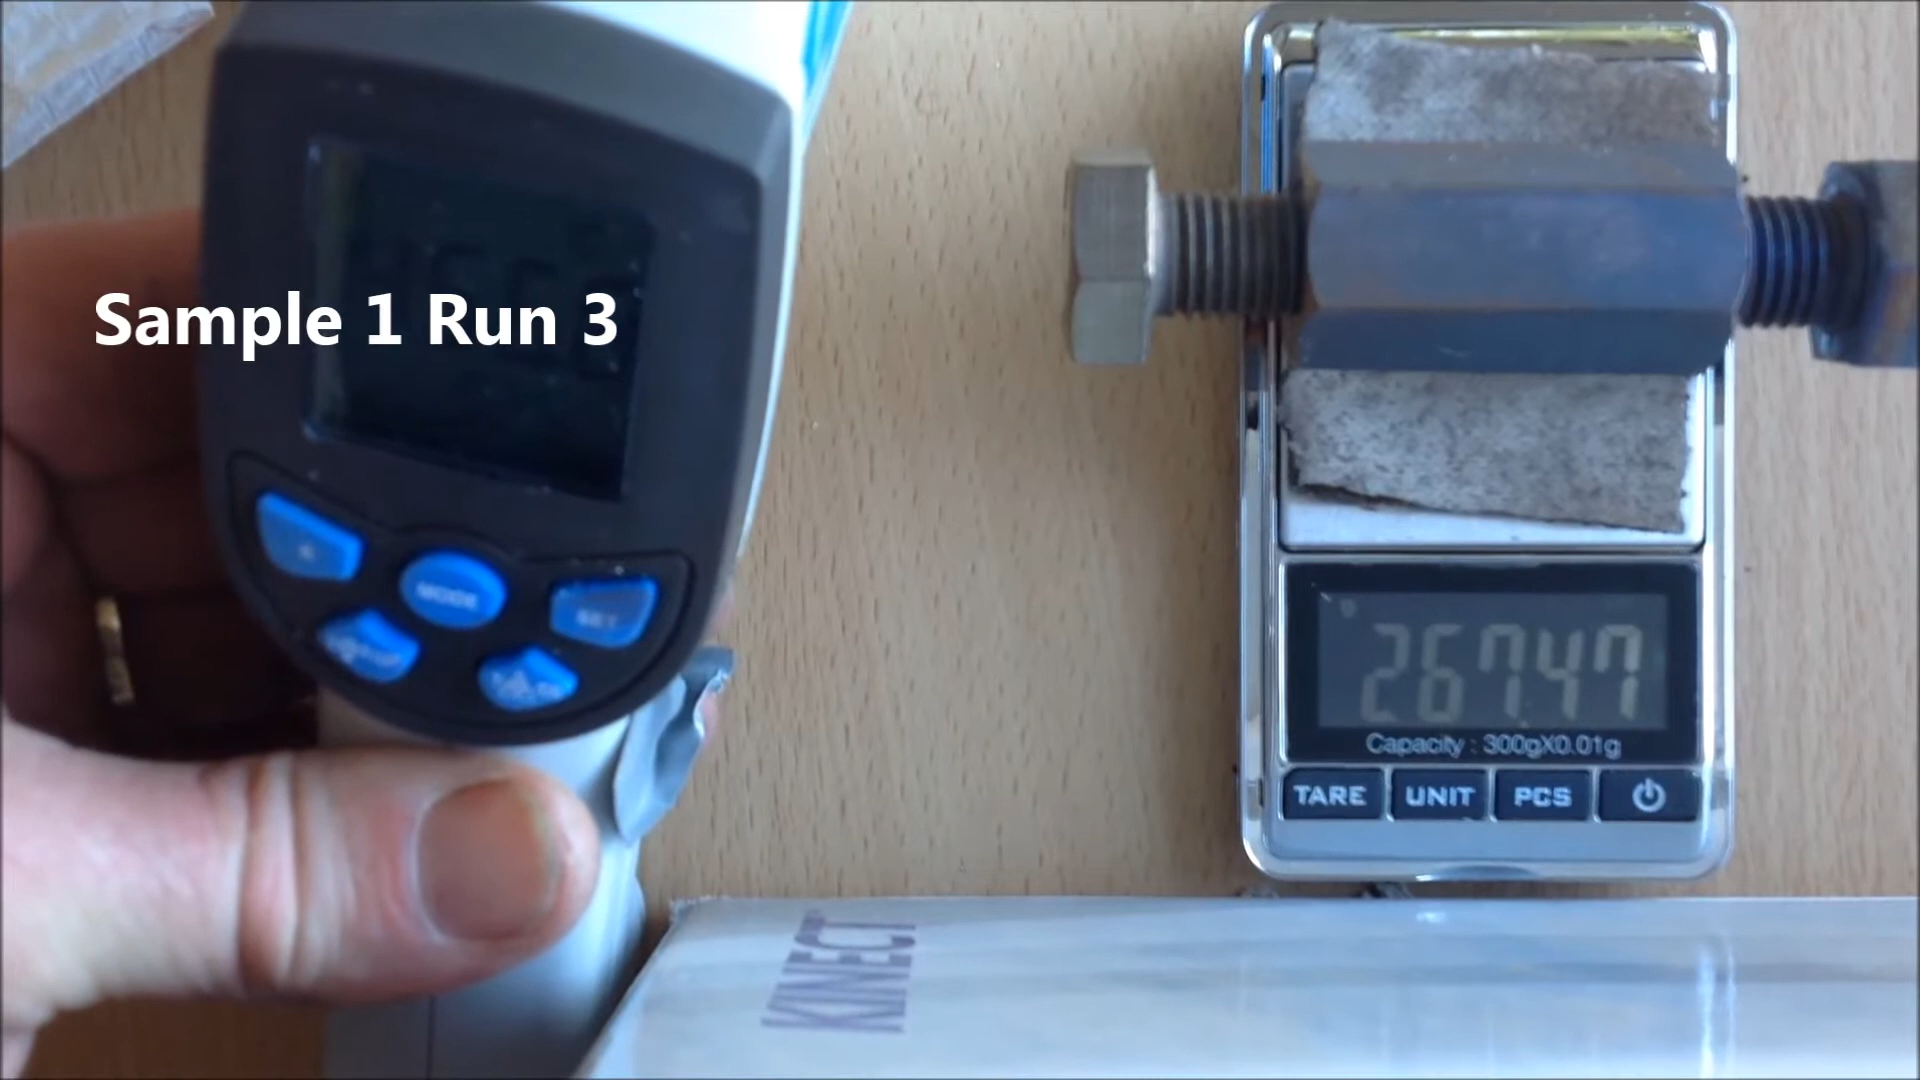 Sample 1 Run 3
MODE
SET
267.47
Capacity : 300gX0.01g
TARE UNIT PCS
KINECT